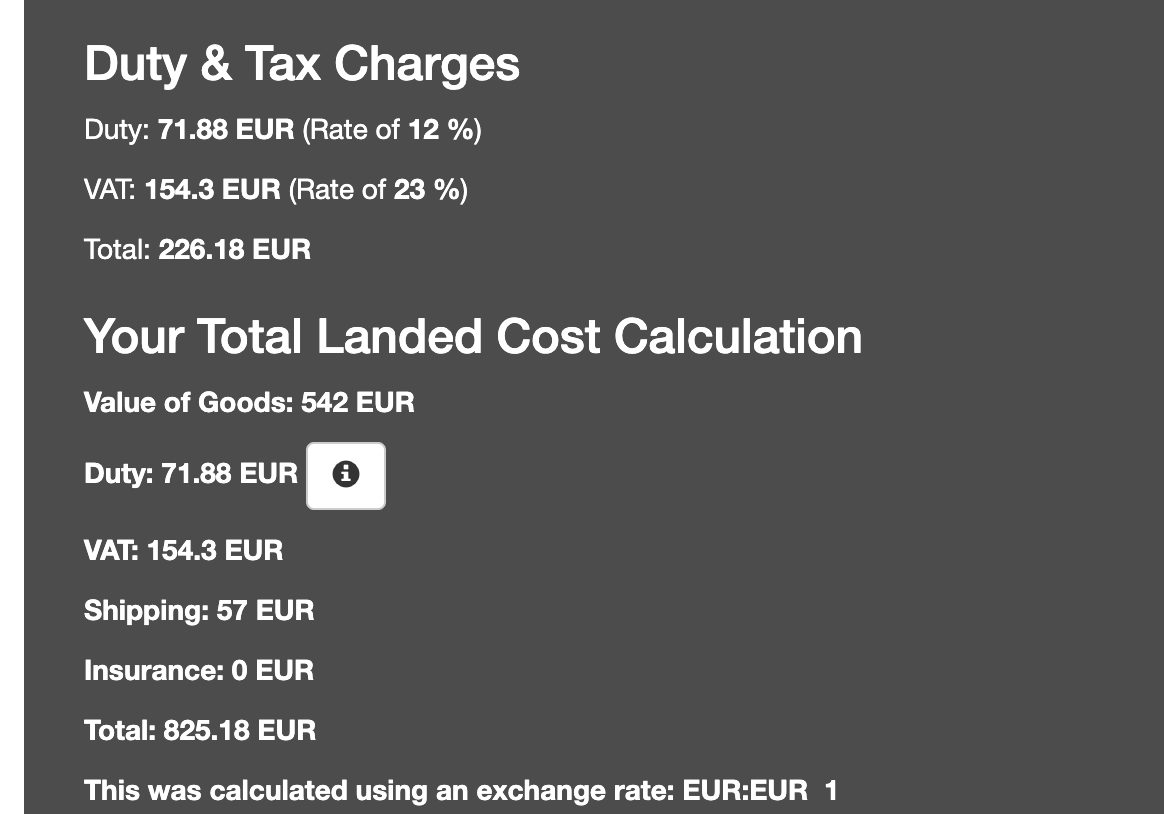 Duty & Tax Charges
Duty: 71.88 EUR (Rate of 12 %)
VAT: 154.3 EUR (Rate of 23 %)
Total: 226.18 EUR
Your Total Landed Cost Calculation
Value of Goods: 542 EUR
Duty: 71.88 EUR
VAT: 154.3 EUR
Shipping: 57 EUR
Insurance: 0 EUR
Total: 825.18 EUR
This was calculated using an exchange rate: EUR:EUR 1